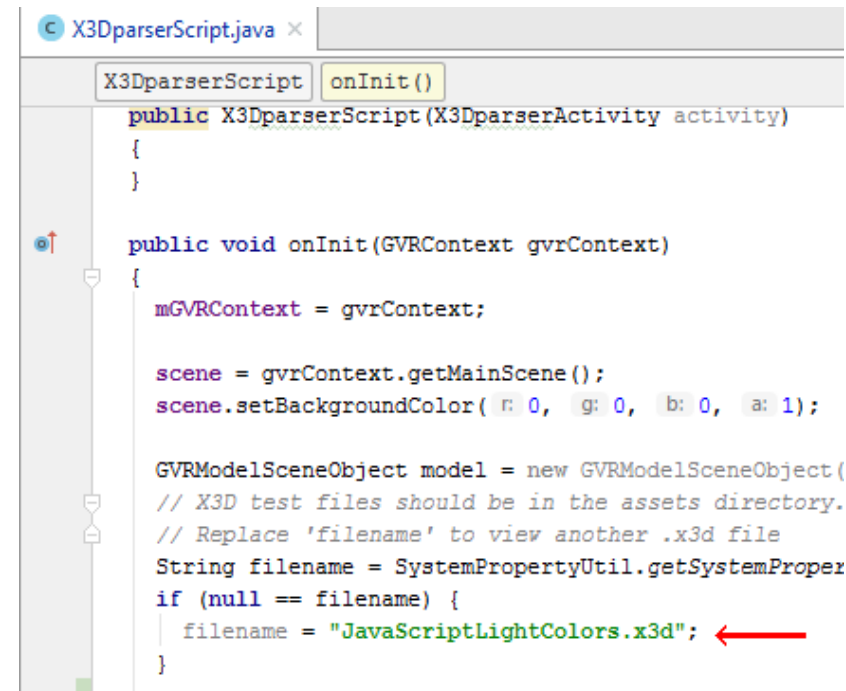 C X3DparserScript.java ×
X3DparserScript onInit()
public X3DparserScript(X3DparserActivity activity)
{
}
public void onInit(GVRContext gvrContext)
{
mGVRContext = gvrContext;
scene = gvrContext.getMainScene();
scene.setBackgroundColor( r: 0, g: 0, b: 0, a: 1);
GVRModelSceneObject model = new GVRModelSceneObject(
// X3D test files should be in the assets directory.
// Replace 'filename' to view another .x3d file
String filename = SystemPropertyUtil.getSystemProper
if (null == filename) {
filename = "JavaScriptLightColors.x3d";
}